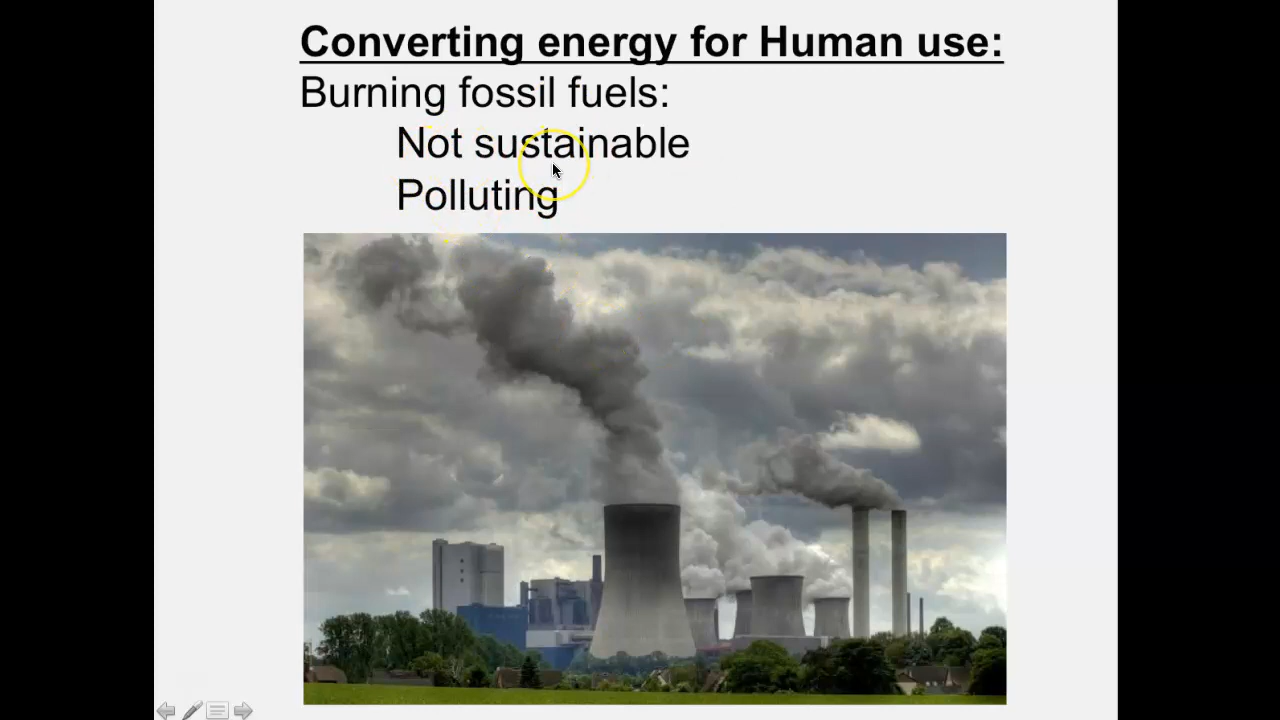 Converting energy for Human use:
Burning fossil fuels:
Not sustainable
Polluting